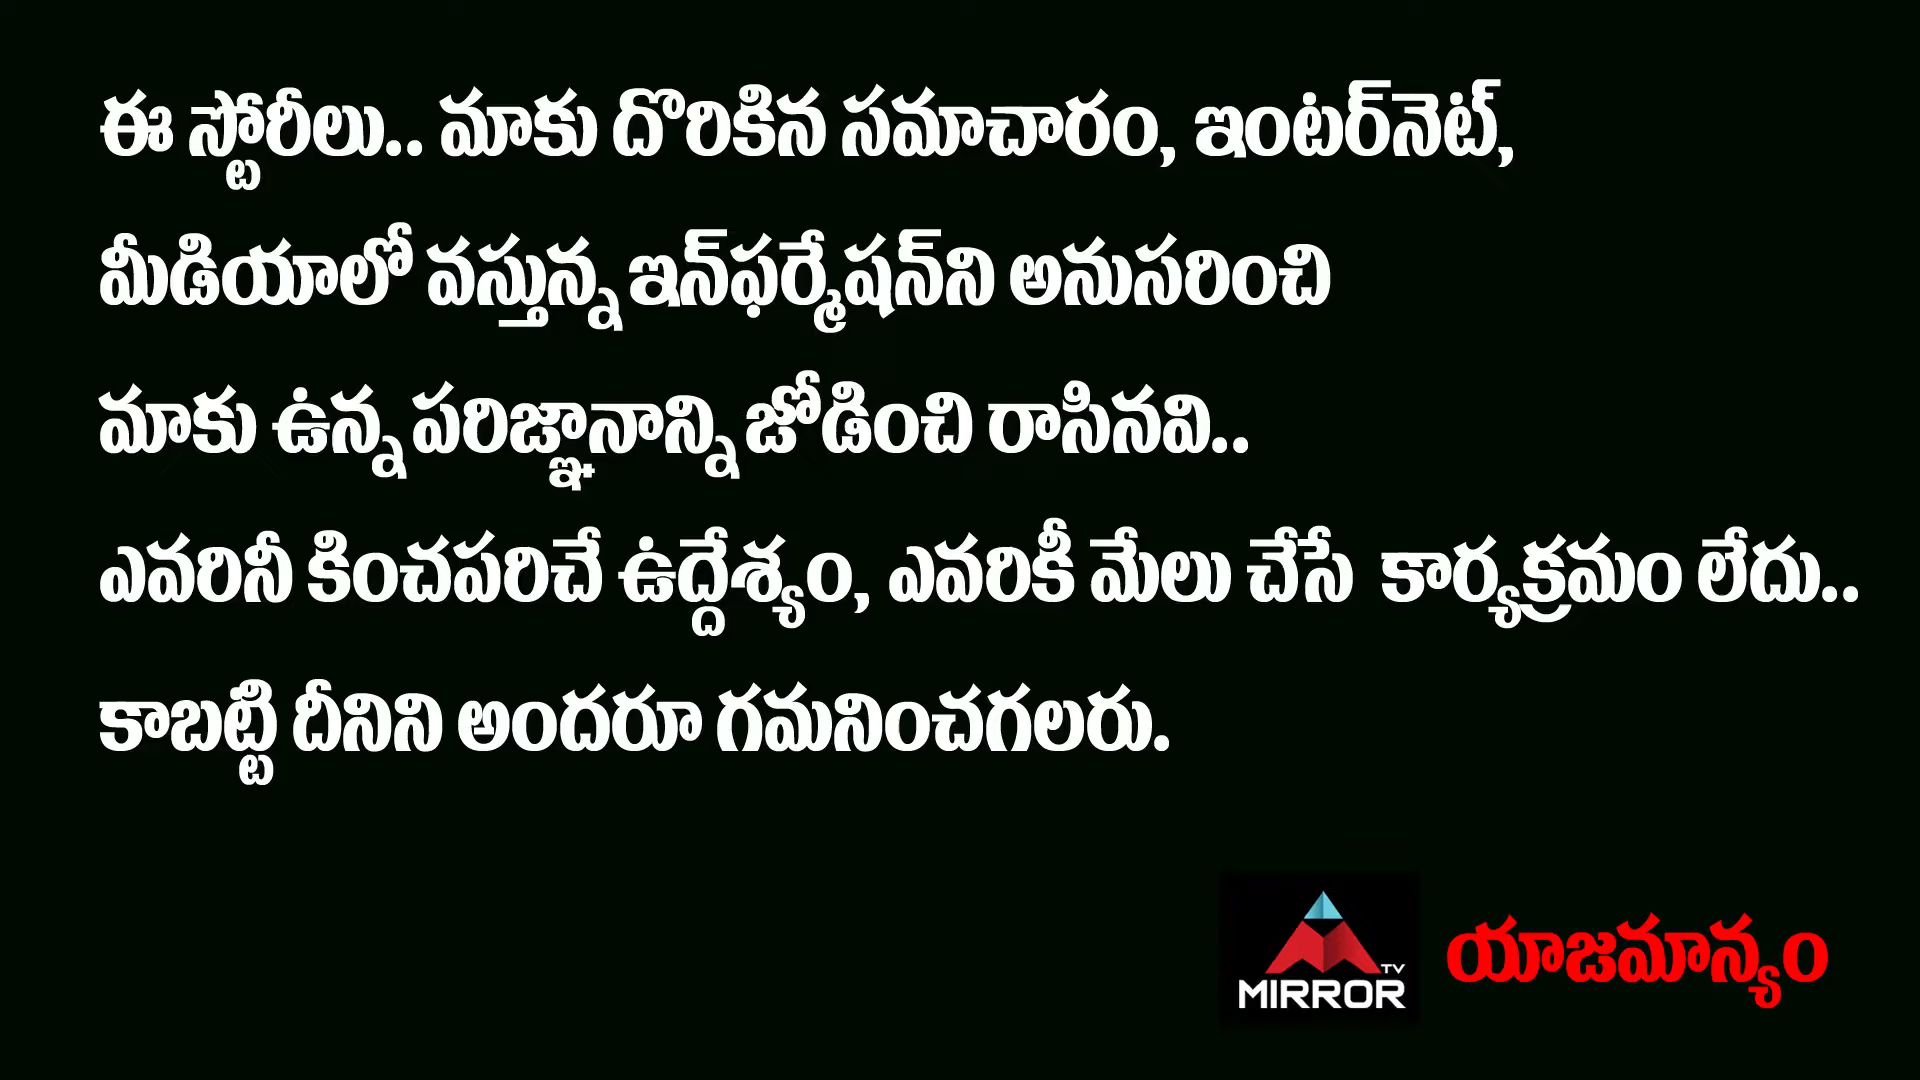 ఈ స్టోరీలు.. మాకు దొరికిన సమాచారం, ఇంటర్‌నెట్,
మీడియాలో వస్తున్న ఇన్‌ఫర్మేషన్‌ని అనుసరించి
మాకు ఉన్న పరిజ్ఞానాన్ని జోడించి రాసినవి..
ఎవరినీ కించపరిచే ఉద్దేశ్యం, ఎవరికీ మేలు చేసే కార్యక్రమం లేదు..
కాబట్టి దీనిని అందరూ గమనించగలరు.
యాజమాన్యం
TV
MIRROR